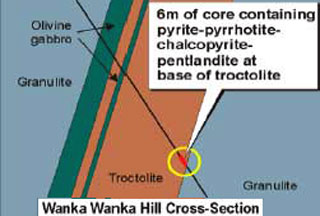 6m of core containing
pyrite-pyrrhotite-
chalcopyrite-
pentlandite at
base of troctolite
Olivine
gabbro
Granulite
Troctolite
Granulite
Wanka Wanka Hill Cross-Section